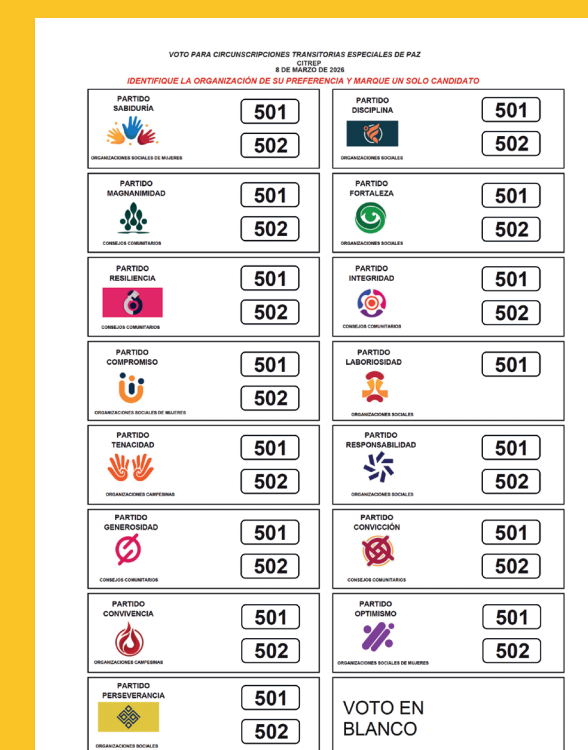 VOTO PARA CIRCUNSCRIPCIONES TRANSITORIAS ESPECIALES DE PAZ
CITREP
8 DE MARZO DE 2026
IDENTIFIQUE LA ORGANIZACIÓN DE SU PREFERENCIA Y MARQUE UN SOLO CANDIDATO
PARTIDO
SABIDURÍA
501
502
ORGANIZACIONES SOCIALES DE MUJERES
PARTIDO
DISCIPLINA
501
502
ORGANIZACIONES SOCIALES
PARTIDO
MAGNANIMIDAD
501
502
CONSEJOS COMUNITARIOS
PARTIDO
FORTALEZA
501
502
ORGANIZACIONES SOCIALES
PARTIDO
RESILIENCIA
501
502
CONSEJOS COMUNITARIOS
PARTIDO
INTEGRIDAD
501
502
CONSEJOS COMUNITARIOS
PARTIDO
COMPROMISO
501
502
ORGANIZACIONES SOCIALES DE MUJERES
PARTIDO
LABORIOSIDAD
501
ORGANIZACIONES SOCIALES
PARTIDO
TENACIDAD
501
502
ORGANIZACIONES CAMPESINAS
PARTIDO
RESPONSABILIDAD
501
502
ORGANIZACIONES SOCIALES
PARTIDO
GENEROSIDAD
501
502
CONSEJOS COMUNITARIOS
PARTIDO
CONVICCIÓN
501
502
CONSEJOS COMUNITARIOS
PARTIDO
CONVIVENCIA
501
502
ORGANIZACIONES CAMPESINAS
PARTIDO
OPTIMISMO
501
502
ORGANIZACIONES SOCIALES DE MUJERES
PARTIDO
PERSEVERANCIA
501
502
ORGANIZACIONES SOCIALES
VOTO EN
BLANCO